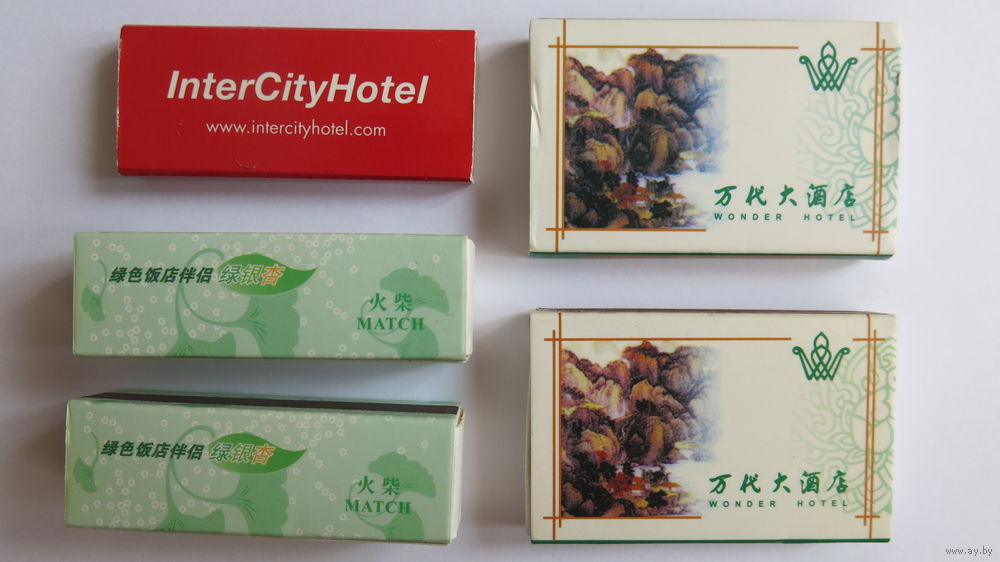 InterCityHotel
www.intercityhotel.com
万代大酒店
WONDER HOTEL
绿色饭店伴侣 绿银杏
火柴
MATCH
绿色饭店伴侣 绿银杏
火柴
MATCH
万代大酒店
WONDER HOTEL
www.ay.by